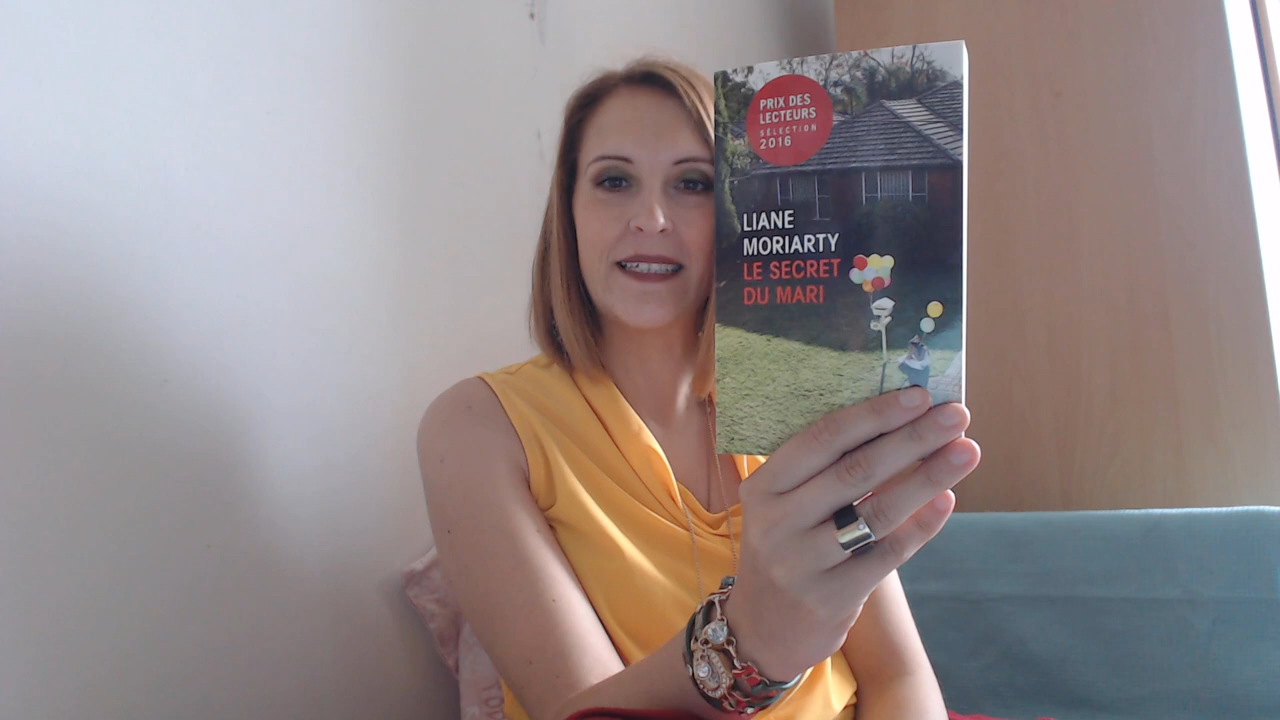 PRIX DES
LECTEURS
SÉLECTION
2016
LIANE
MORIARTY
LE SECRET
DU MARI